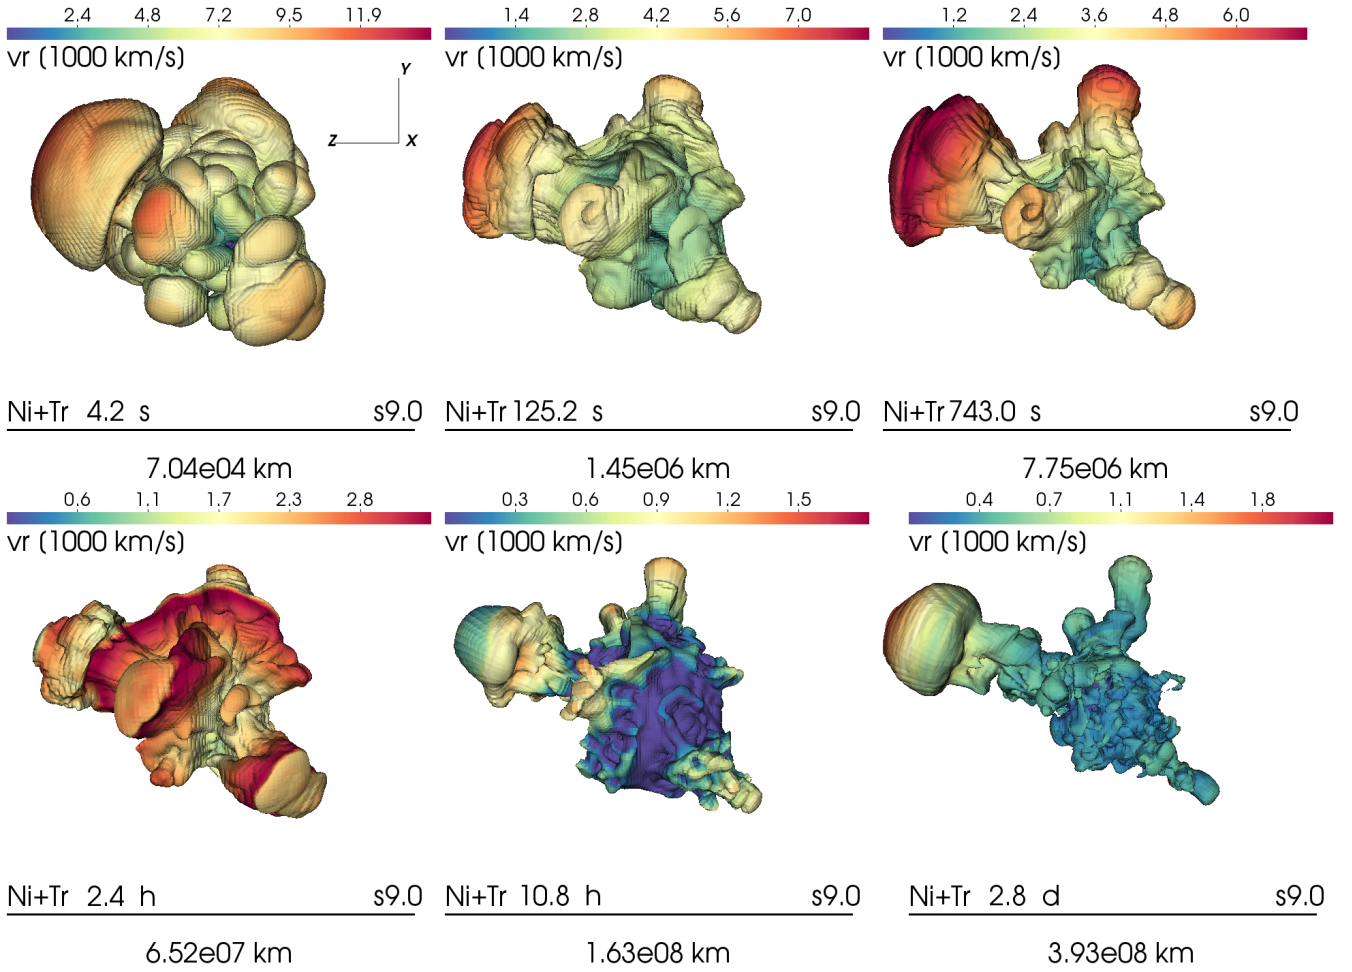 2.4 4.8 7.2 9.5 11.9
vr (1000 km/s)
Y
Z X
Ni+Tr 4.2 s s9.0
7.04e04 km
1.4 2.8 4.2 5.6 7.0
vr (1000 km/s)
Ni+Tr 125.2 s s9.0
1.45e06 km
1.2 2.4 3.6 4.8 6.0
vr (1000 km/s)
Ni+Tr 743.0 s s9.0
7.75e06 km
0.6 1.1 1.7 2.3 2.8
vr (1000 km/s)
Ni+Tr 2.4 h s9.0
6.52e07 km
0.3 0.6 0.9 1.2 1.5
vr (1000 km/s)
Ni+Tr 10.8 h s9.0
1.63e08 km
0.4 0.7 1.1 1.4 1.8
vr (1000 km/s)
Ni+Tr 2.8 d s9.0
3.93e08 km